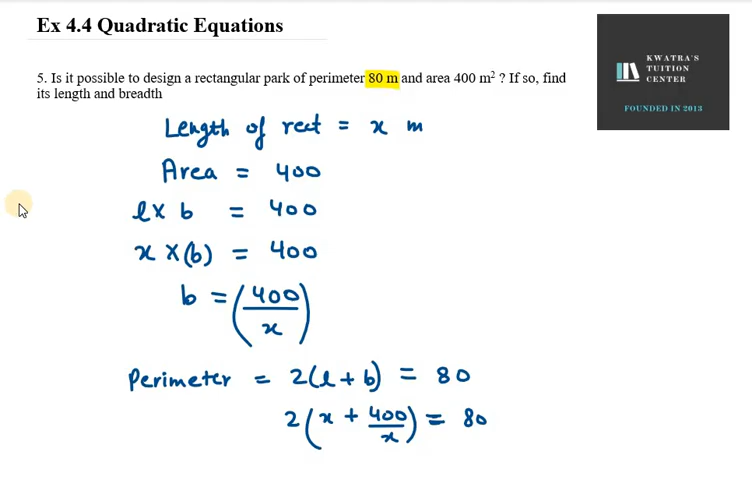 Ex 4.4 Quadratic Equations
KWATRA'S
TUITION
CENTER
FOUNDED IN 2013
5. Is it possible to design a rectangular park of perimeter 80 m and area 400 m² ? If so, find
its length and breadth
Length of rect = x m
Area = 400
l × b = 400
x × (b) = 400
b = (400/x)
Perimeter = 2(l + b) = 80
2(x + 400/x) = 80